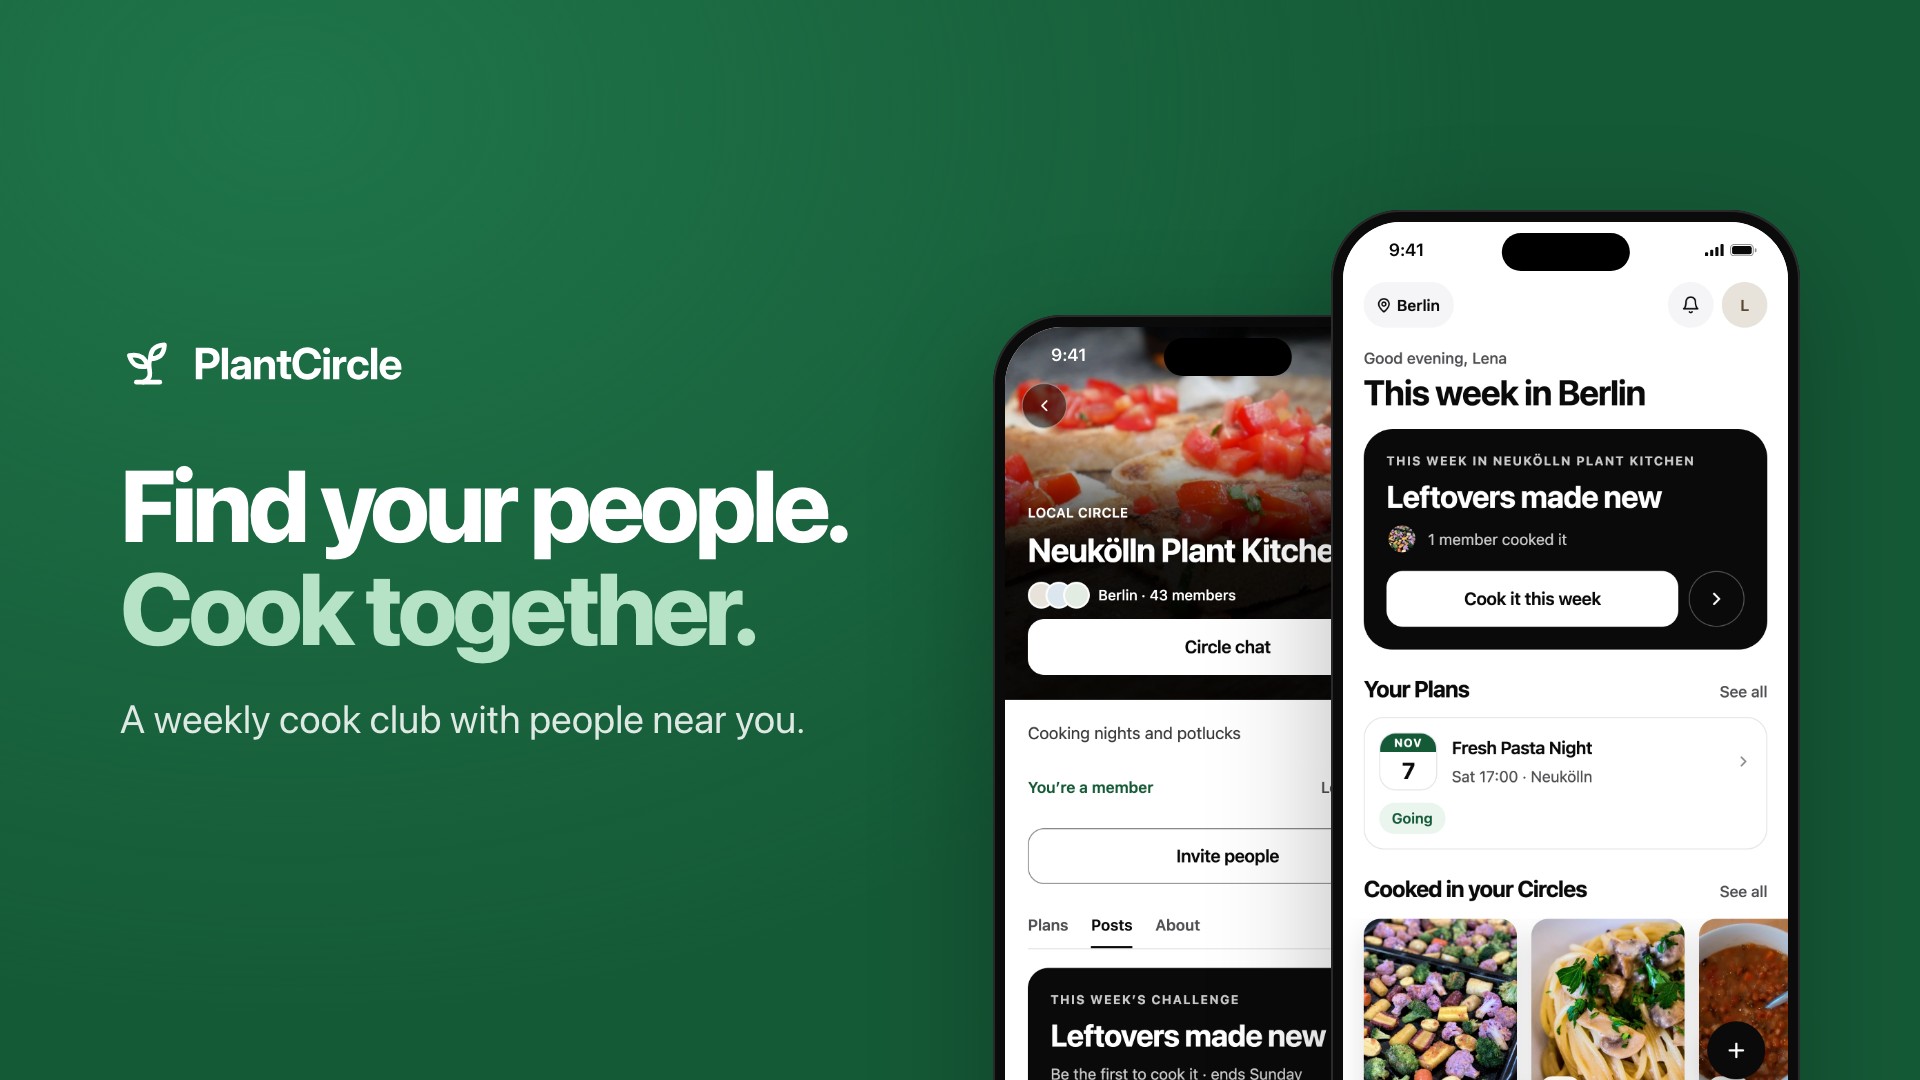 PlantCircle
Find your people.
Cook together.
A weekly cook club with people near you.
9:41
LOCAL CIRCLE
Neukölln Plant Kitche
Berlin · 43 members
Circle chat
Cooking nights and potlucks
You’re a member
Invite people
Plans Posts About
THIS WEEK’S CHALLENGE
Leftovers made new
Be the first to cook it · ends Sunday
9:41
Berlin
L
Good evening, Lena
This week in Berlin
THIS WEEK IN NEUKÖLLN PLANT KITCHEN
Leftovers made new
1 member cooked it
Cook it this week
Your Plans See all
NOV
7
Fresh Pasta Night
Sat 17:00 · Neukölln
Going
Cooked in your Circles See all